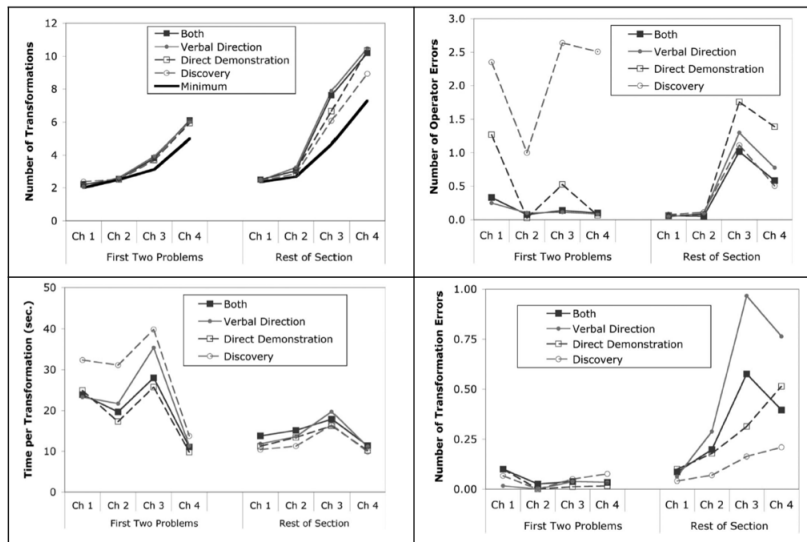 Number of Transformations
12
10
8
6
4
2
0
Both
Verbal Direction
Direct Demonstration
Discovery
Minimum
Ch 1 Ch 2 Ch 3 Ch 4 Ch 1 Ch 2 Ch 3 Ch 4
First Two Problems Rest of Section
Number of Operator Errors
3.0
2.5
2.0
1.5
1.0
0.5
0.0
Both
Verbal Direction
Direct Demonstration
Discovery
Ch 1 Ch 2 Ch 3 Ch 4 Ch 1 Ch 2 Ch 3 Ch 4
First Two Problems Rest of Section
Time per Transformation (sec.)
50
40
30
20
10
0
Both
Verbal Direction
Direct Demonstration
Discovery
Ch 1 Ch 2 Ch 3 Ch 4 Ch 1 Ch 2 Ch 3 Ch 4
First Two Problems Rest of Section
Number of Transformation Errors
1.00
0.75
0.50
0.25
0.00
Both
Verbal Direction
Direct Demonstration
Discovery
Ch 1 Ch 2 Ch 3 Ch 4 Ch 1 Ch 2 Ch 3 Ch 4
First Two Problems Rest of Section